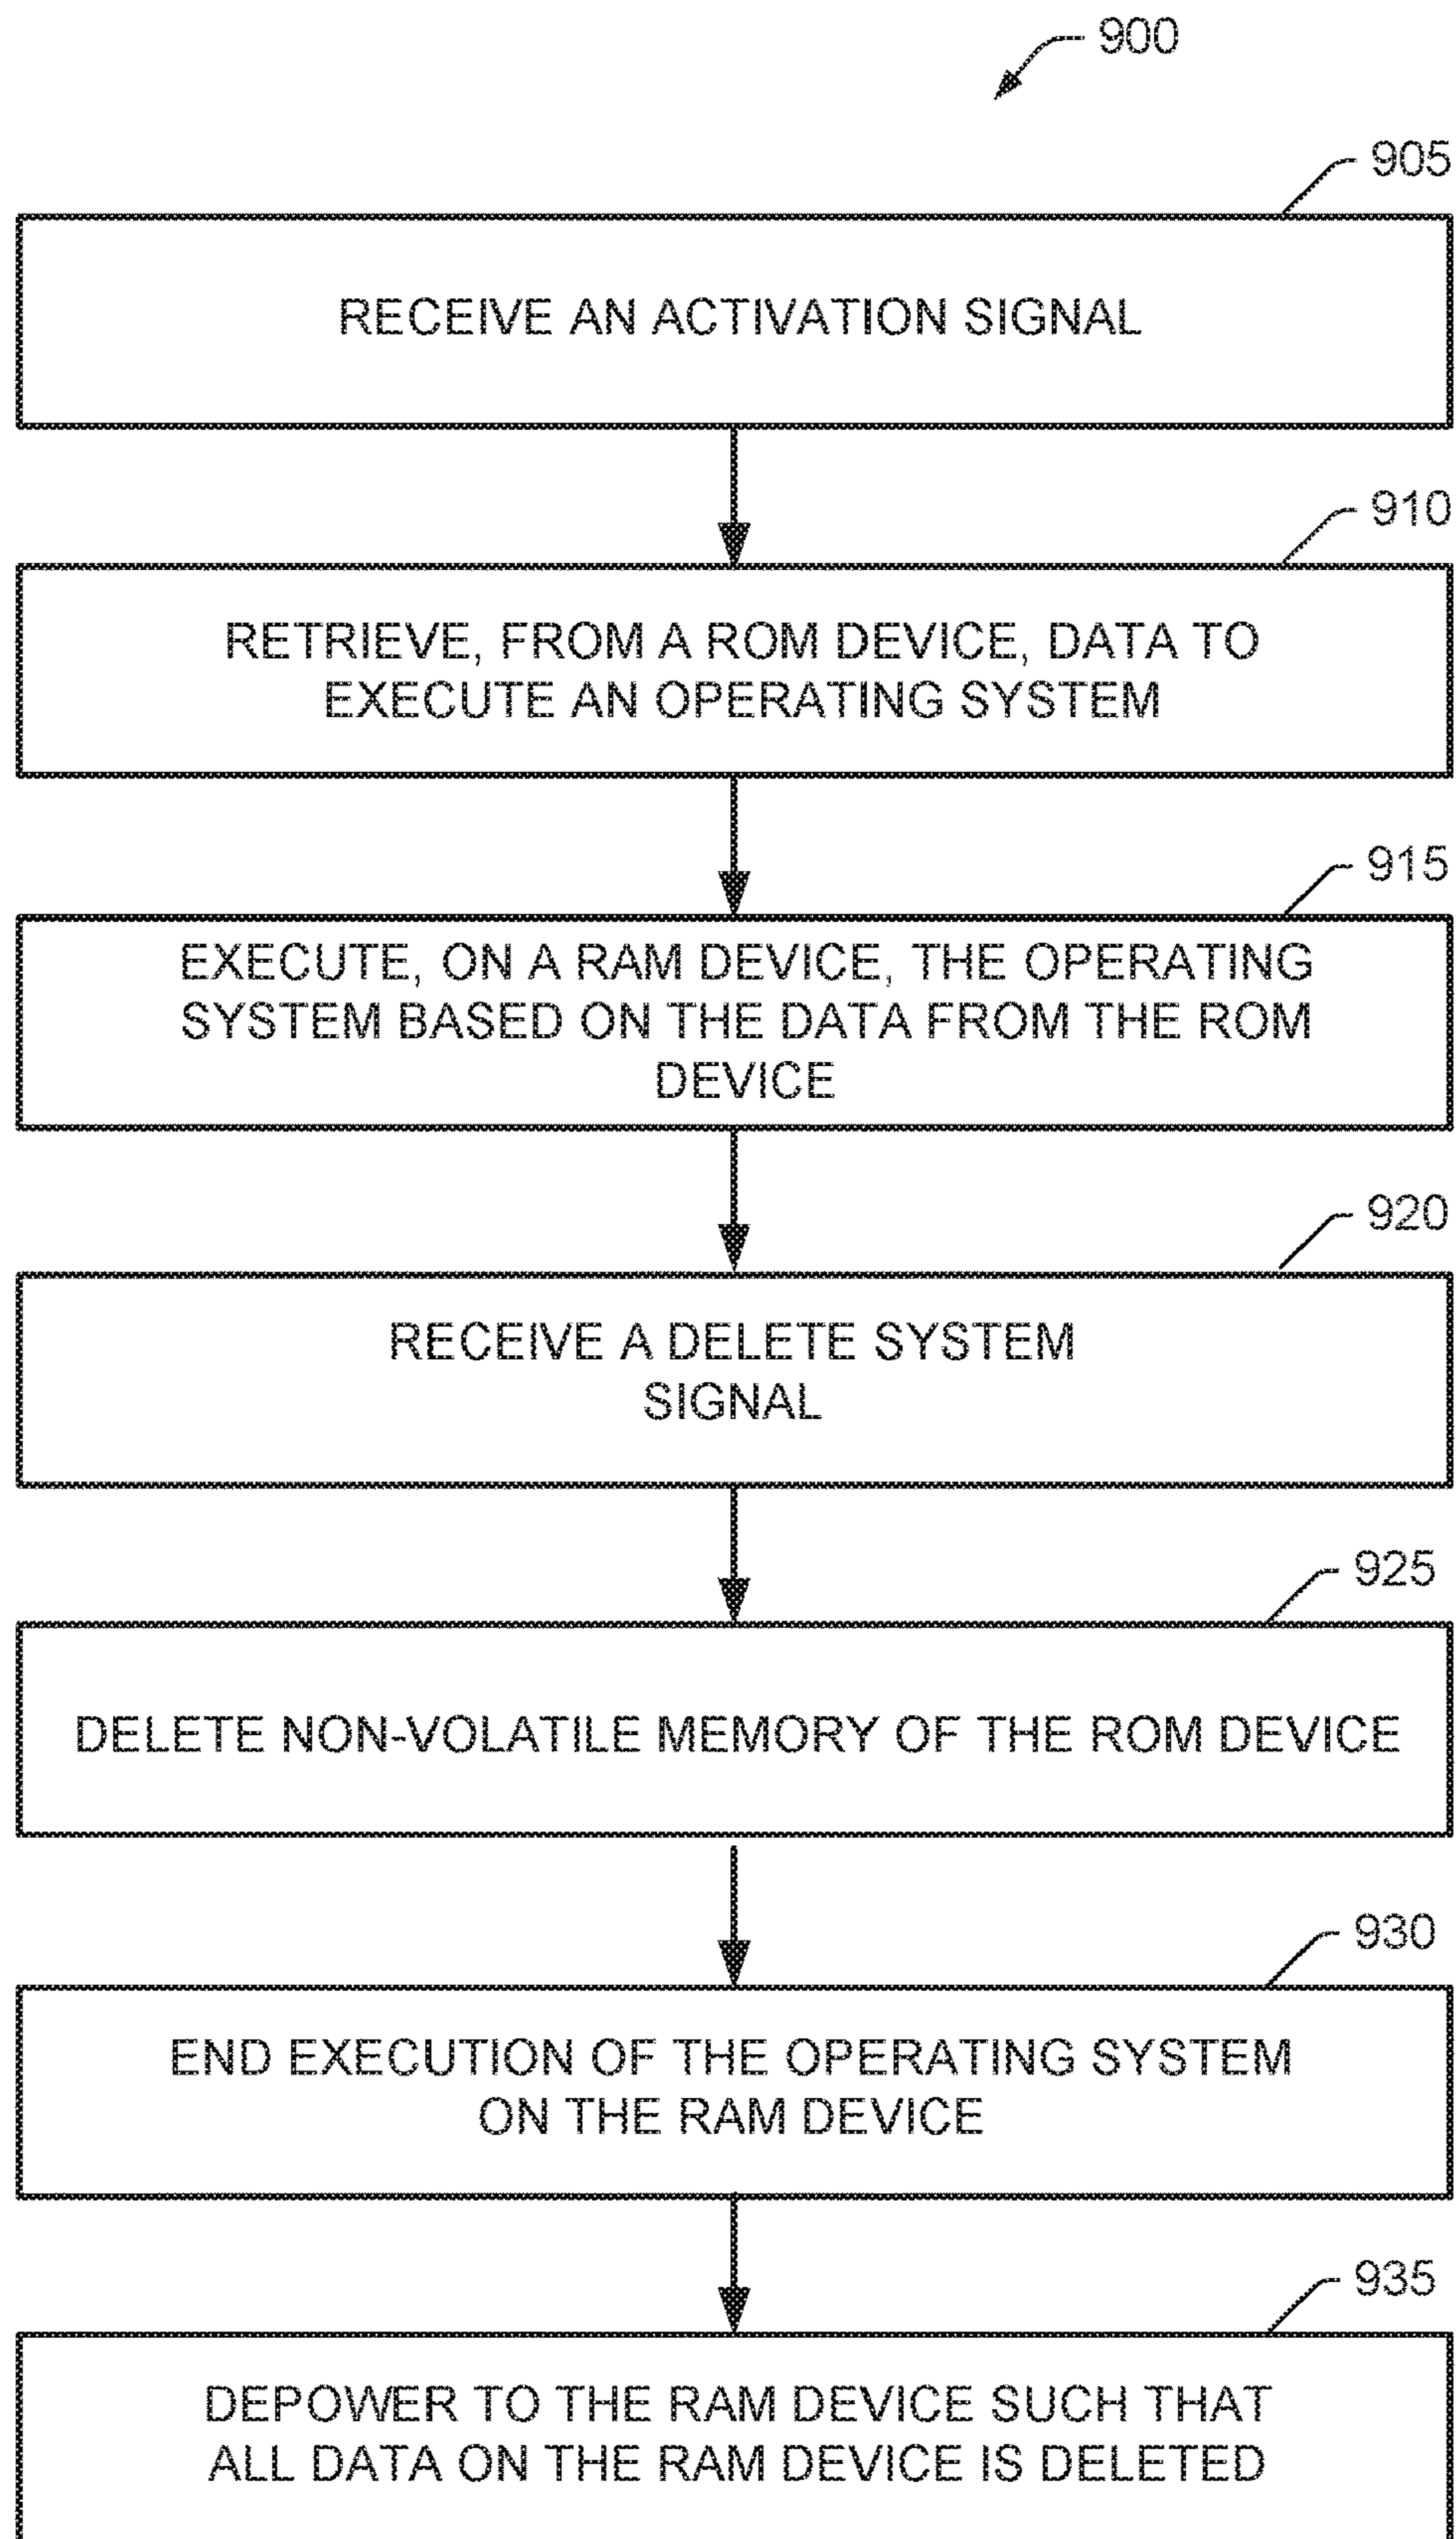 900
905
RECEIVE AN ACTIVATION SIGNAL
910
RETRIEVE, FROM A ROM DEVICE, DATA TO
EXECUTE AN OPERATING SYSTEM
915
EXECUTE, ON A RAM DEVICE, THE OPERATING
SYSTEM BASED ON THE DATA FROM THE ROM
DEVICE
920
RECEIVE A DELETE SYSTEM
SIGNAL
925
DELETE NON-VOLATILE MEMORY OF THE ROM DEVICE
930
END EXECUTION OF THE OPERATING SYSTEM
ON THE RAM DEVICE
935
DEPOWER TO THE RAM DEVICE SUCH THAT
ALL DATA ON THE RAM DEVICE IS DELETED